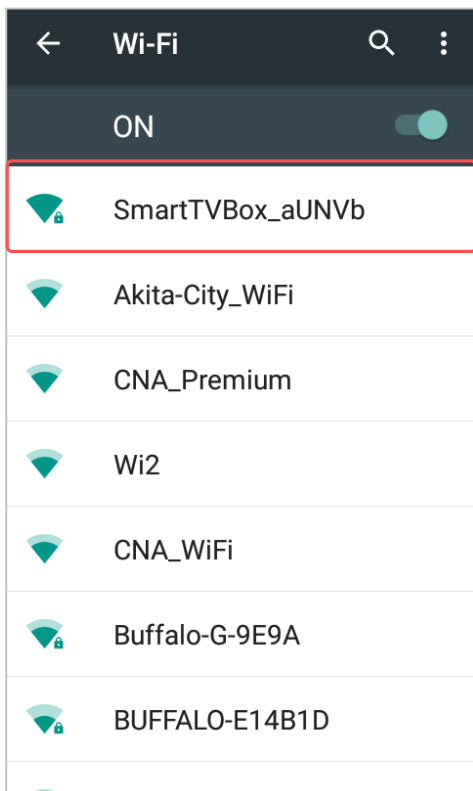 Wi-Fi
ON
SmartTVBox_aUNVb
Akita-City_WiFi
CNA_Premium
Wi2
CNA_WiFi
Buffalo-G-9E9A
BUFFALO-E14B1D